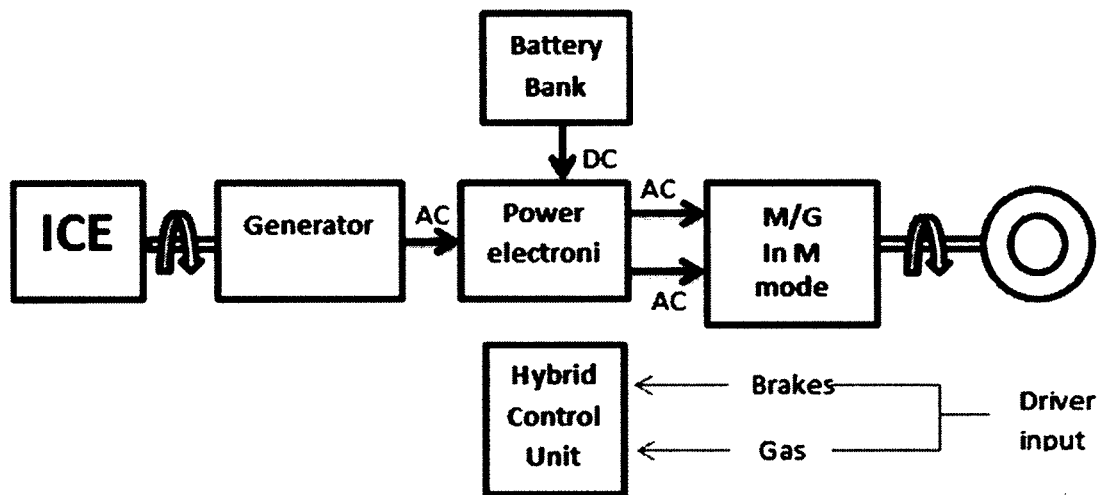 Battery
Bank
DC
ICE
Generator
AC
Power
electroni
AC
AC
M/G
In M
mode
Hybrid
Control
Unit
Brakes
Gas
Driver
input